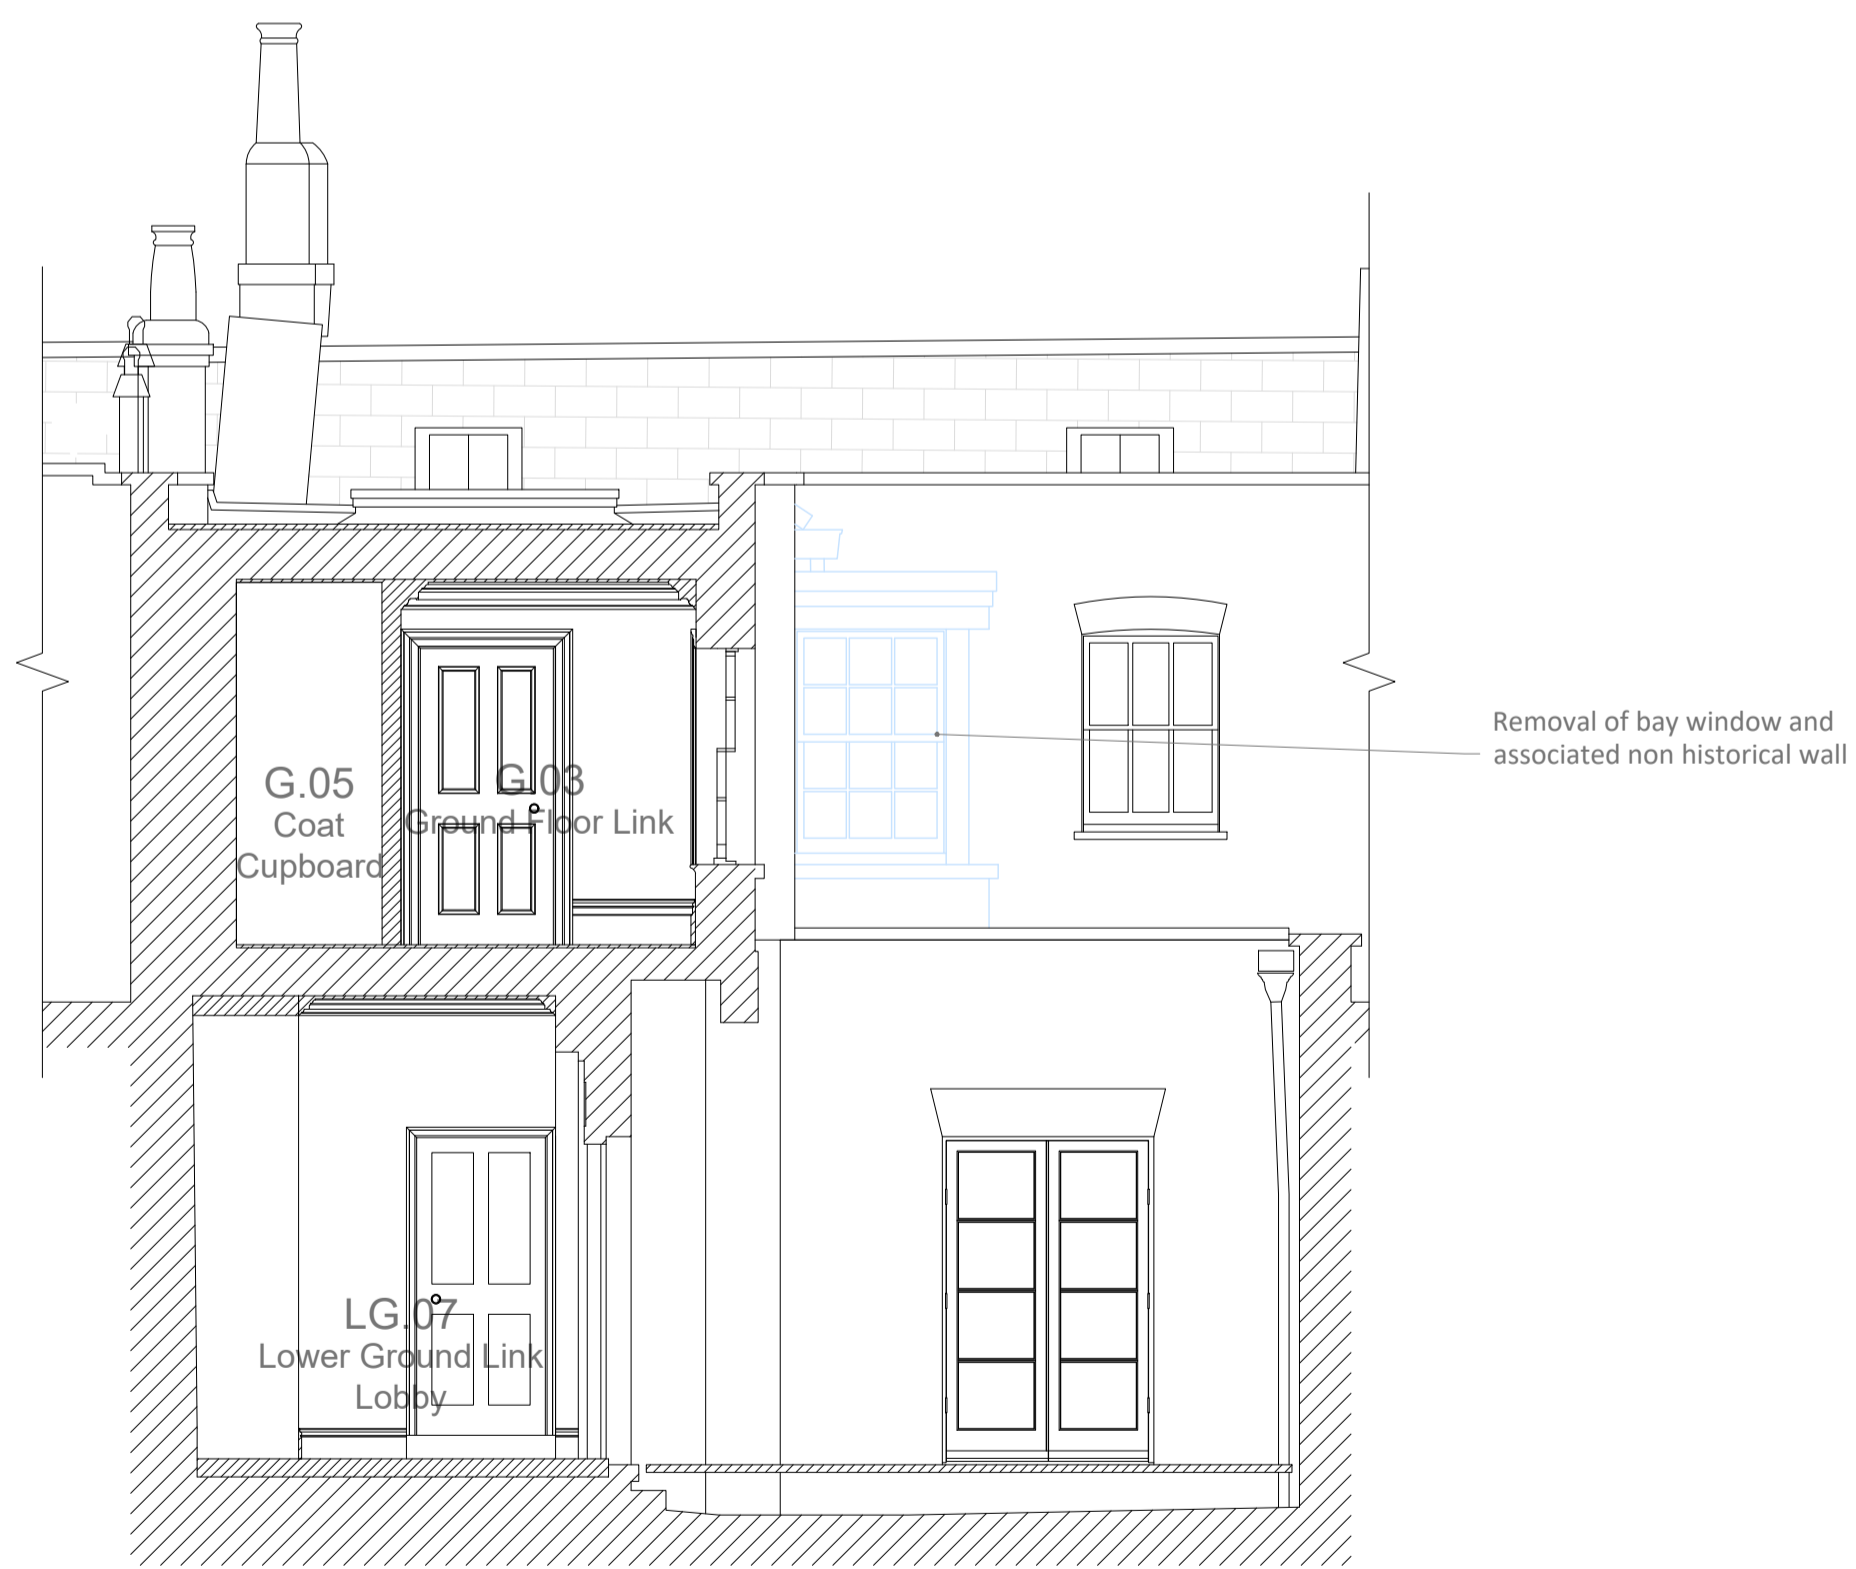 Removal of bay window and
associated non historical wall
G.05
Coat
Cupboard
G.03
Ground Floor Link
LG.07
Lower Ground Link
Lobby